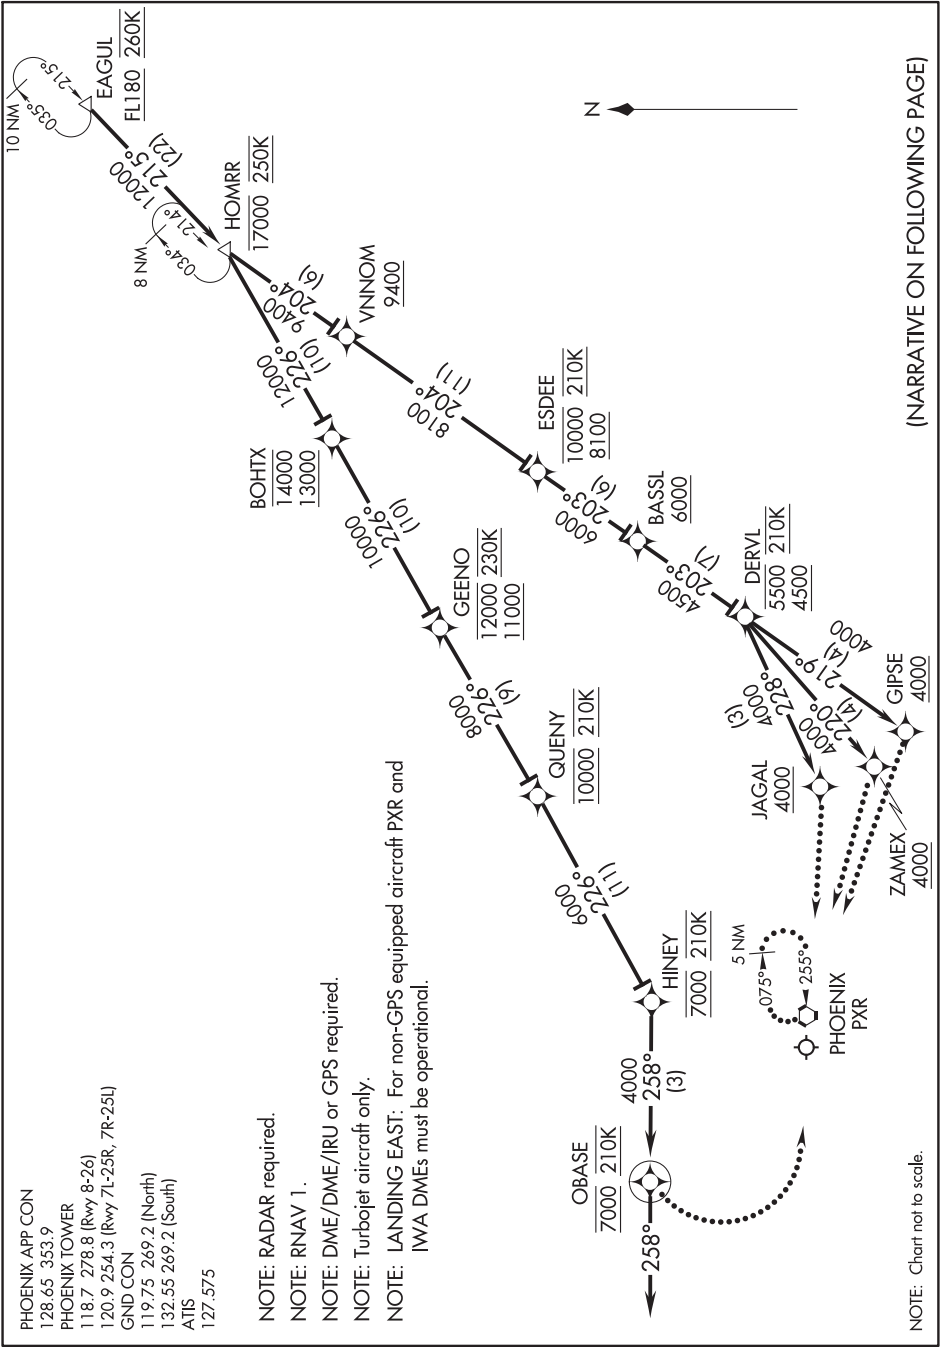 PHOENIX APP CON
128.65 353.9
PHOENIX TOWER
118.7 278.8 (Rwy 8-26)
120.9 254.3 (Rwy 7L-25R, 7R-25L)
GND CON
119.75 269.2 (North)
132.55 269.2 (South)
ATIS
127.575
NOTE: RADAR required.
NOTE: RNAV 1.
NOTE: DME/DME/IRU or GPS required.
NOTE: Turbojet aircraft only.
NOTE: LANDING EAST: For non-GPS equipped aircraft PXR and
IWA DMEs must be operational.
10 NM
035°
215°
EAGUL
FL180 260K
12000
215°
(22)
8 NM
034°
214°
HOMRR
17000 250K
9400
204°
(6)
VNNOM
9400
12000
226°
(10)
BOHTX
14000
13000
8100
204°
(11)
ESDEE
10000 210K
8100
10000
226°
(10)
GEENO
12000 230K
11000
6000
203°
(6)
BASSL
6000
8000
226°
(9)
QUENY
10000 210K
4500
203°
(7)
DERVL
5500 210K
4500
6000
226°
(11)
HINEY
7000 210K
(3)
4000
228°
JAGAL
4000
4000
220°
(4)
ZAMEX
4000
219°
(4)
4000
GIPSE
4000
4000
258°
(3)
OBASE
7000 210K
258°
5 NM
075°
255°
PHOENIX
PXR
N
NOTE: Chart not to scale.
(NARRATIVE ON FOLLOWING PAGE)